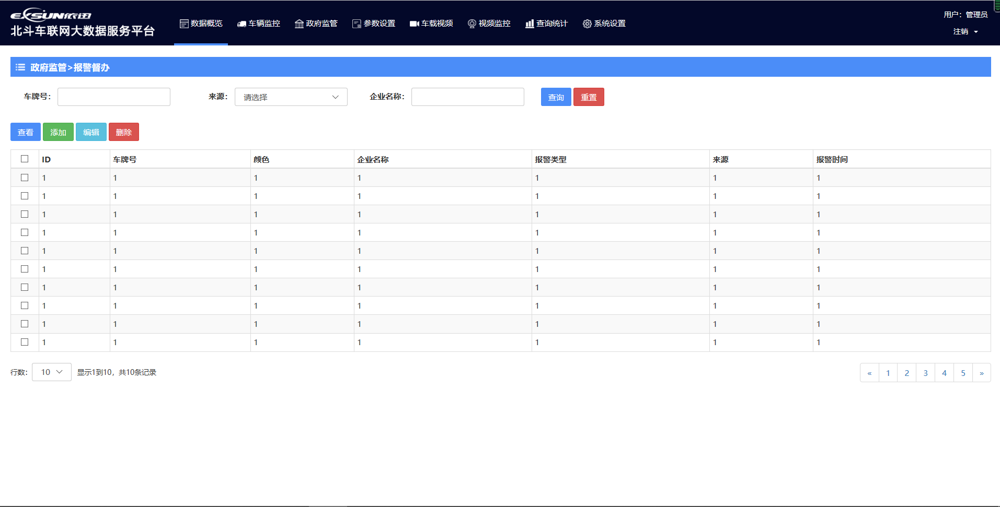 EXSUN依迅
北斗车联网大数据服务平台
数据概览 车辆监控 政府监管 参数设置 车载视频 视频监控 查询统计 系统设置
用户：管理员
注销
政府监管>报警督办
车牌号： 来源： 请选择 企业名称： 查询 重置
查看 添加 编辑 删除
ID 车牌号 颜色 企业名称 报警类型 来源 报警时间
1 1 1 1 1 1 1
1 1 1 1 1 1 1
1 1 1 1 1 1 1
1 1 1 1 1 1 1
1 1 1 1 1 1 1
1 1 1 1 1 1 1
1 1 1 1 1 1 1
1 1 1 1 1 1 1
1 1 1 1 1 1 1
1 1 1 1 1 1 1
行数： 10 显示1到10，共10条记录 « 1 2 3 4 5 »